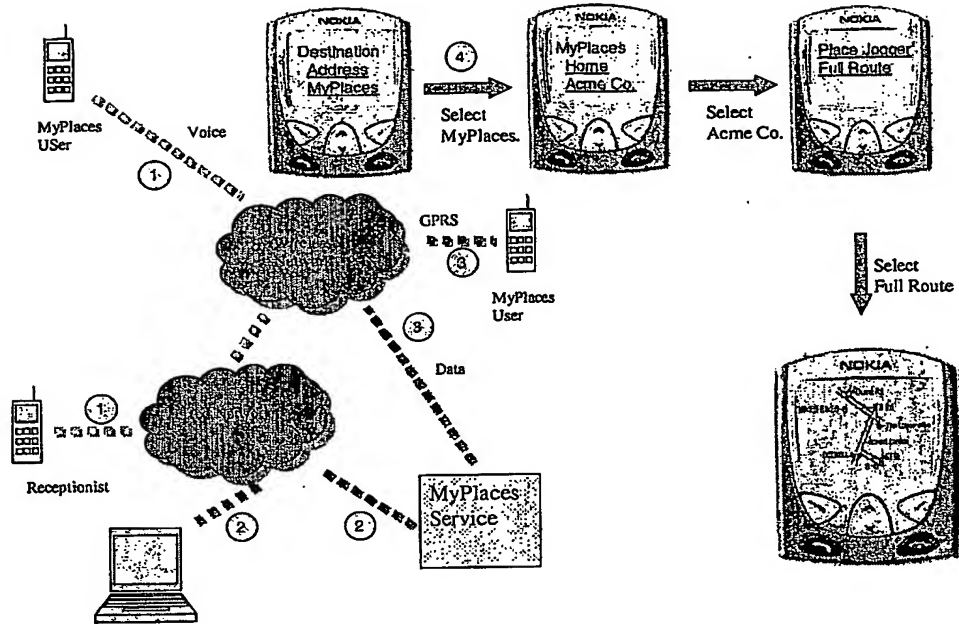 NOKIA
Destination
Address
MyPlaces
4
Select
MyPlaces.
NOKIA
MyPlaces
Home
Acme Co.
Select
Acme Co.
NOKIA
Place Jogger
Full Route
MyPlaces
USer
Voice
1
GPRS
3
MyPlaces
User
Select
Full Route
3
Data
1
Receptionist
2
2
MyPlaces
Service
NOKIA